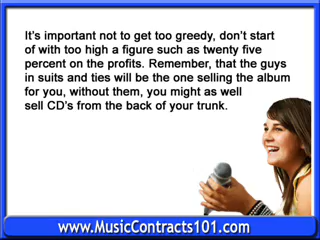 It's important not to get too greedy, don't start
of with too high a figure such as twenty five
percent on the profits. Remember, that the guys
in suits and ties will be the one selling the album
for you, without them, you might as well
sell CD's from the back of your trunk.
www.MusicContracts101.com